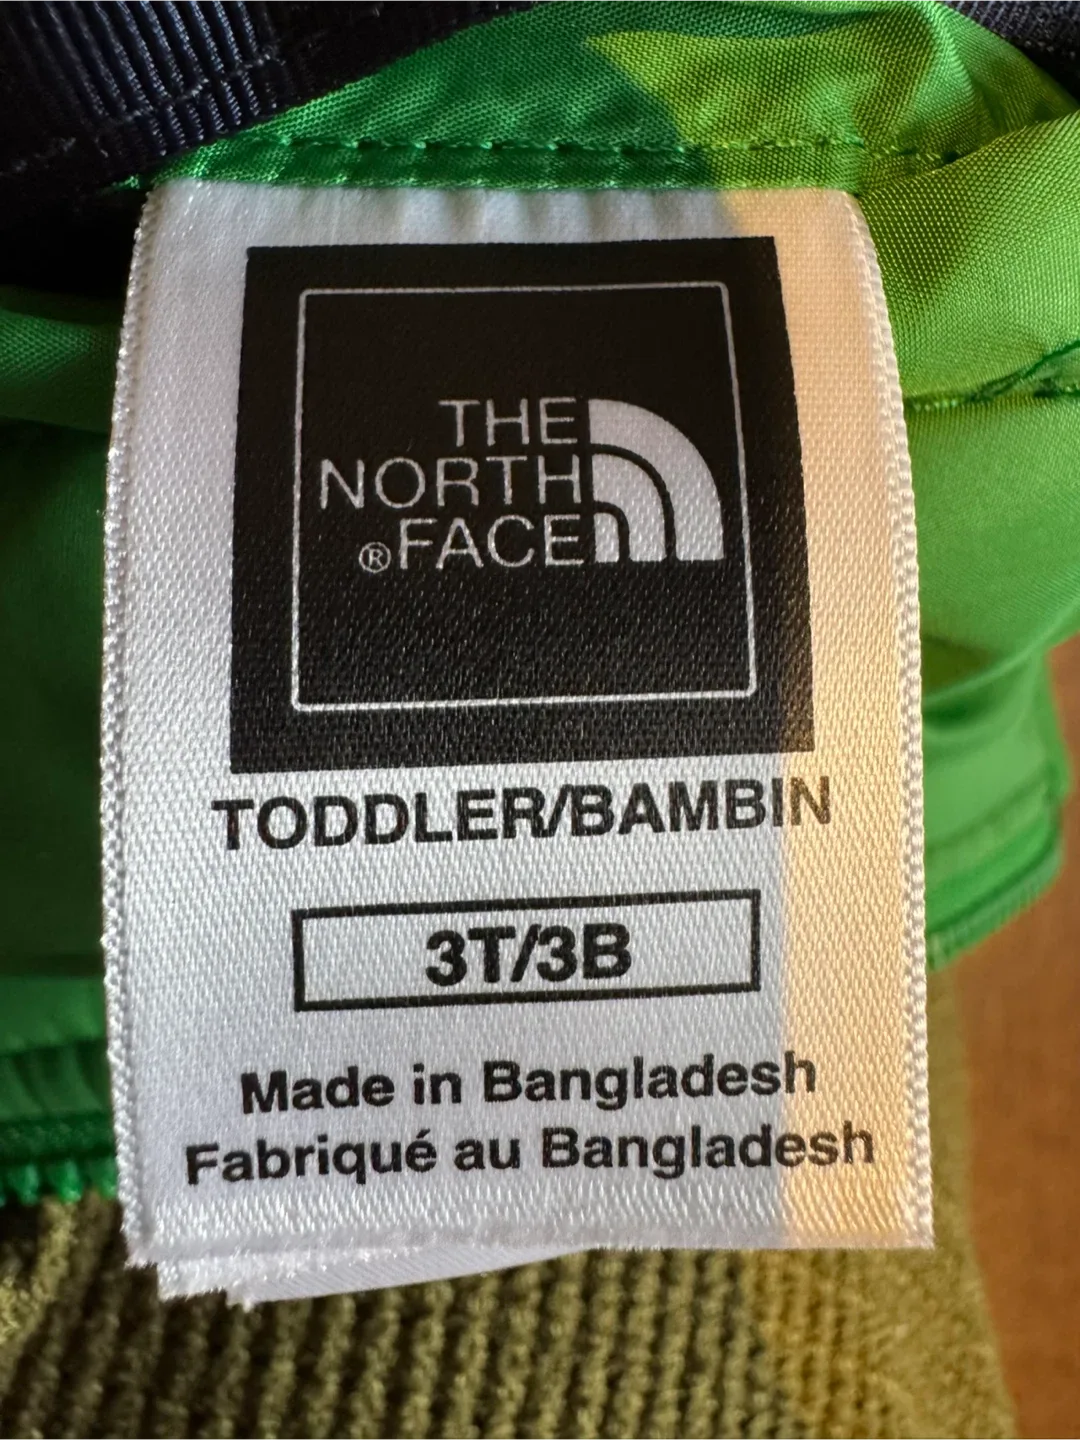 THE
NORTH
®FACE
TODDLER/BAMBIN
3T/3B
Made in Bangladesh
Fabriqué au Bangladesh